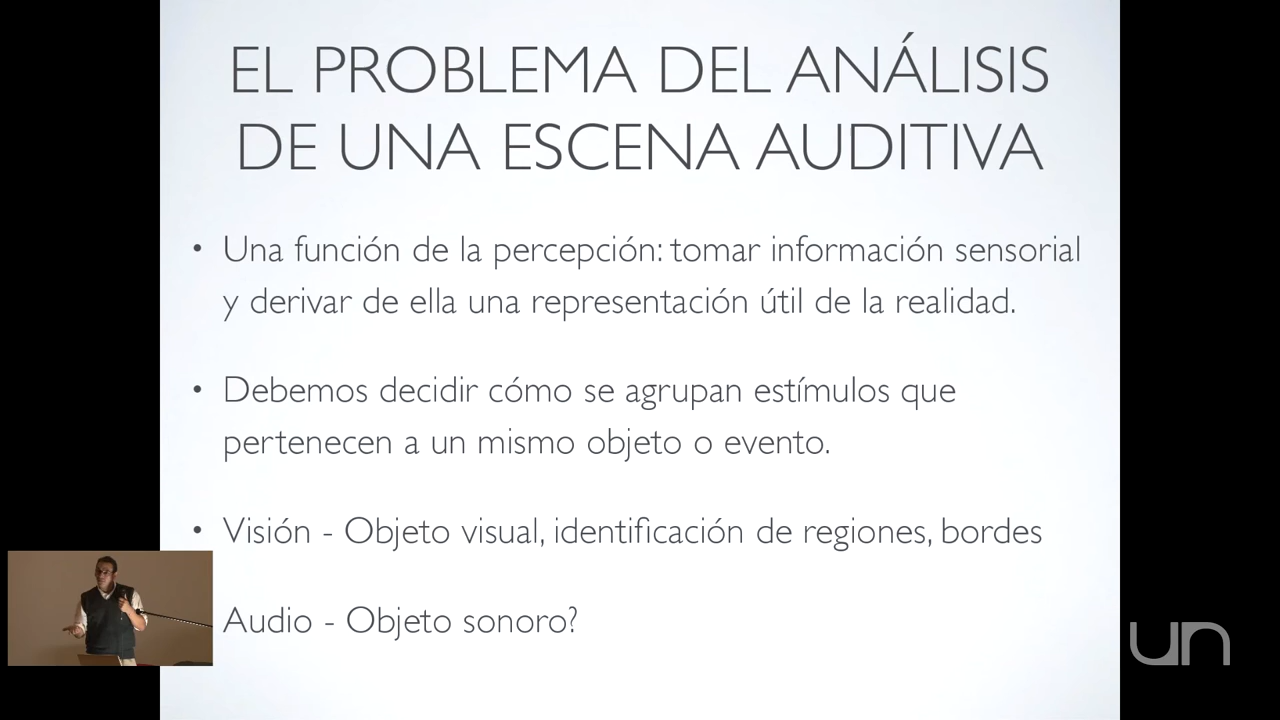 EL PROBLEMA DEL ANÁLISIS
DE UNA ESCENA AUDITIVA
• Una función de la percepción: tomar información sensorial
y derivar de ella una representación útil de la realidad.
• Debemos decidir cómo se agrupan estímulos que
pertenecen a un mismo objeto o evento.
• Visión - Objeto visual, identificación de regiones, bordes
Audio - Objeto sonoro?
un